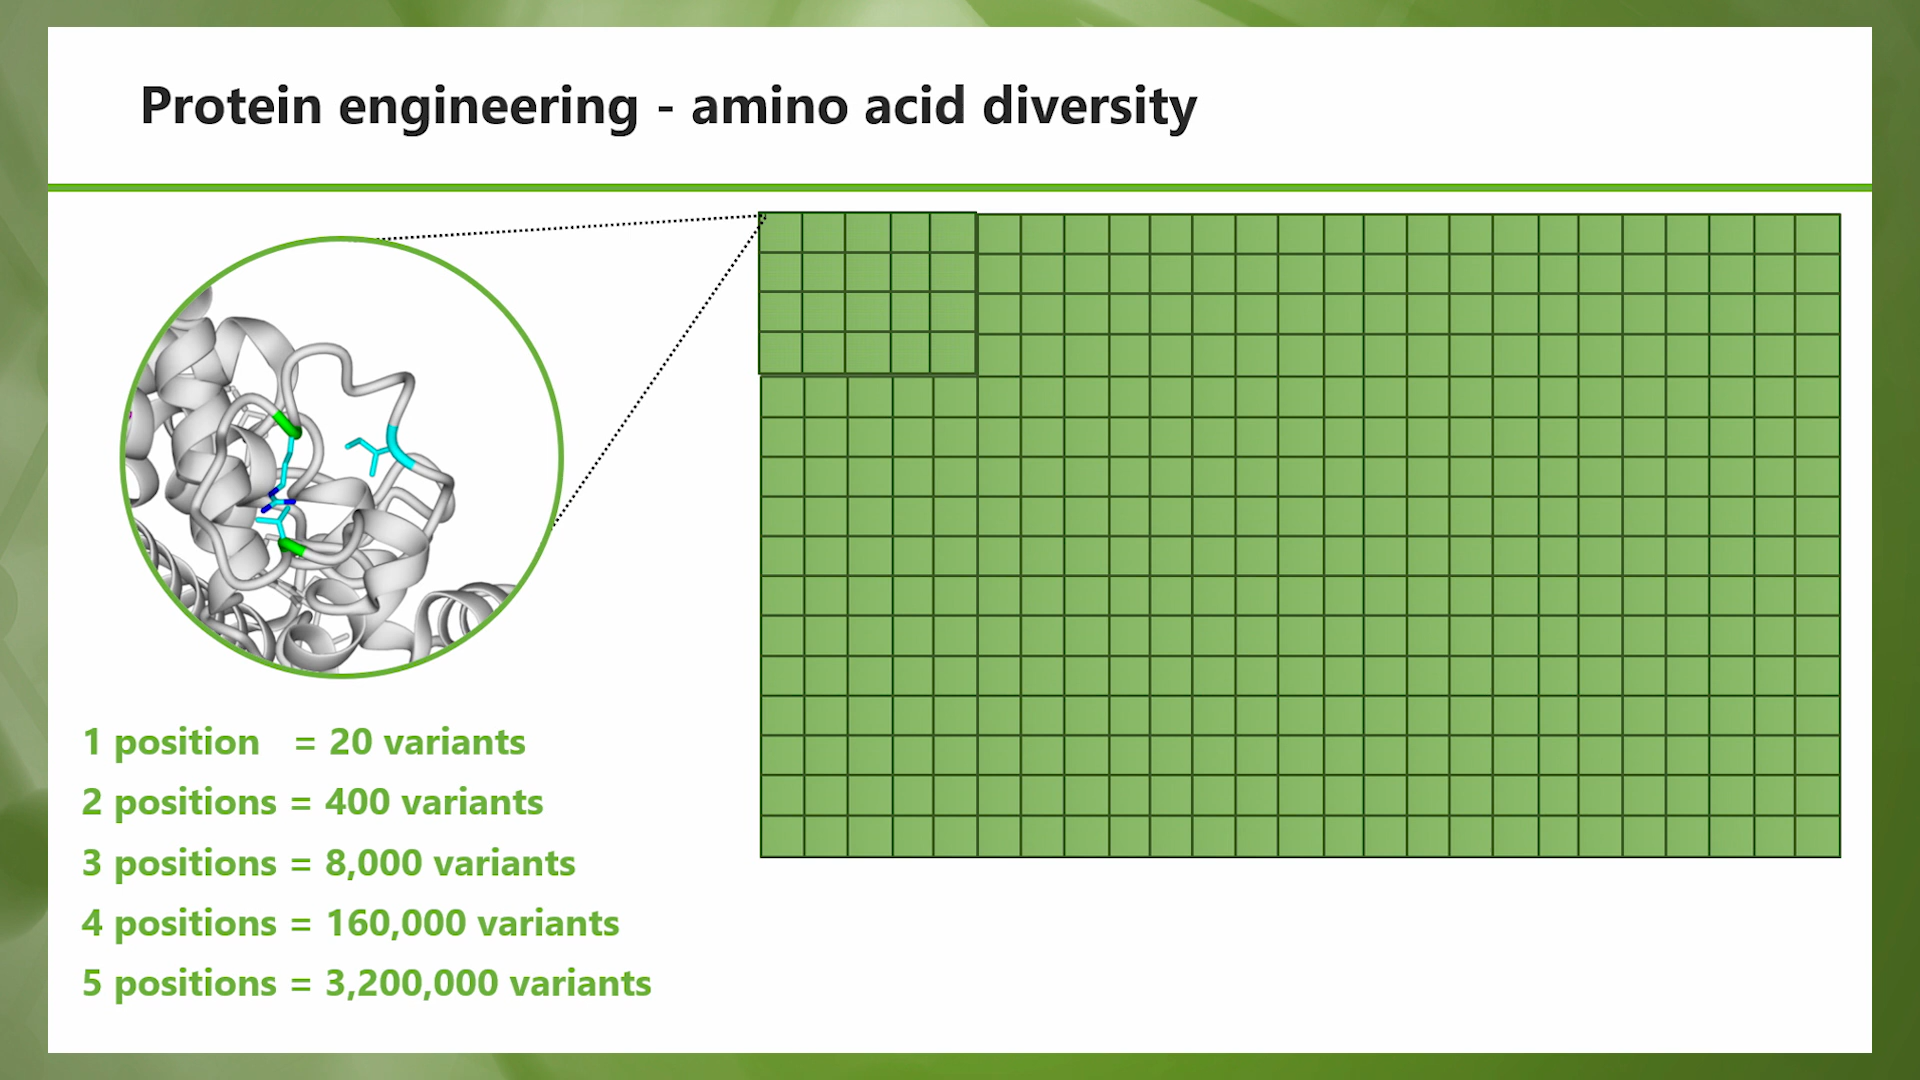 Protein engineering - amino acid diversity
1 position = 20 variants
2 positions = 400 variants
3 positions = 8,000 variants
4 positions = 160,000 variants
5 positions = 3,200,000 variants